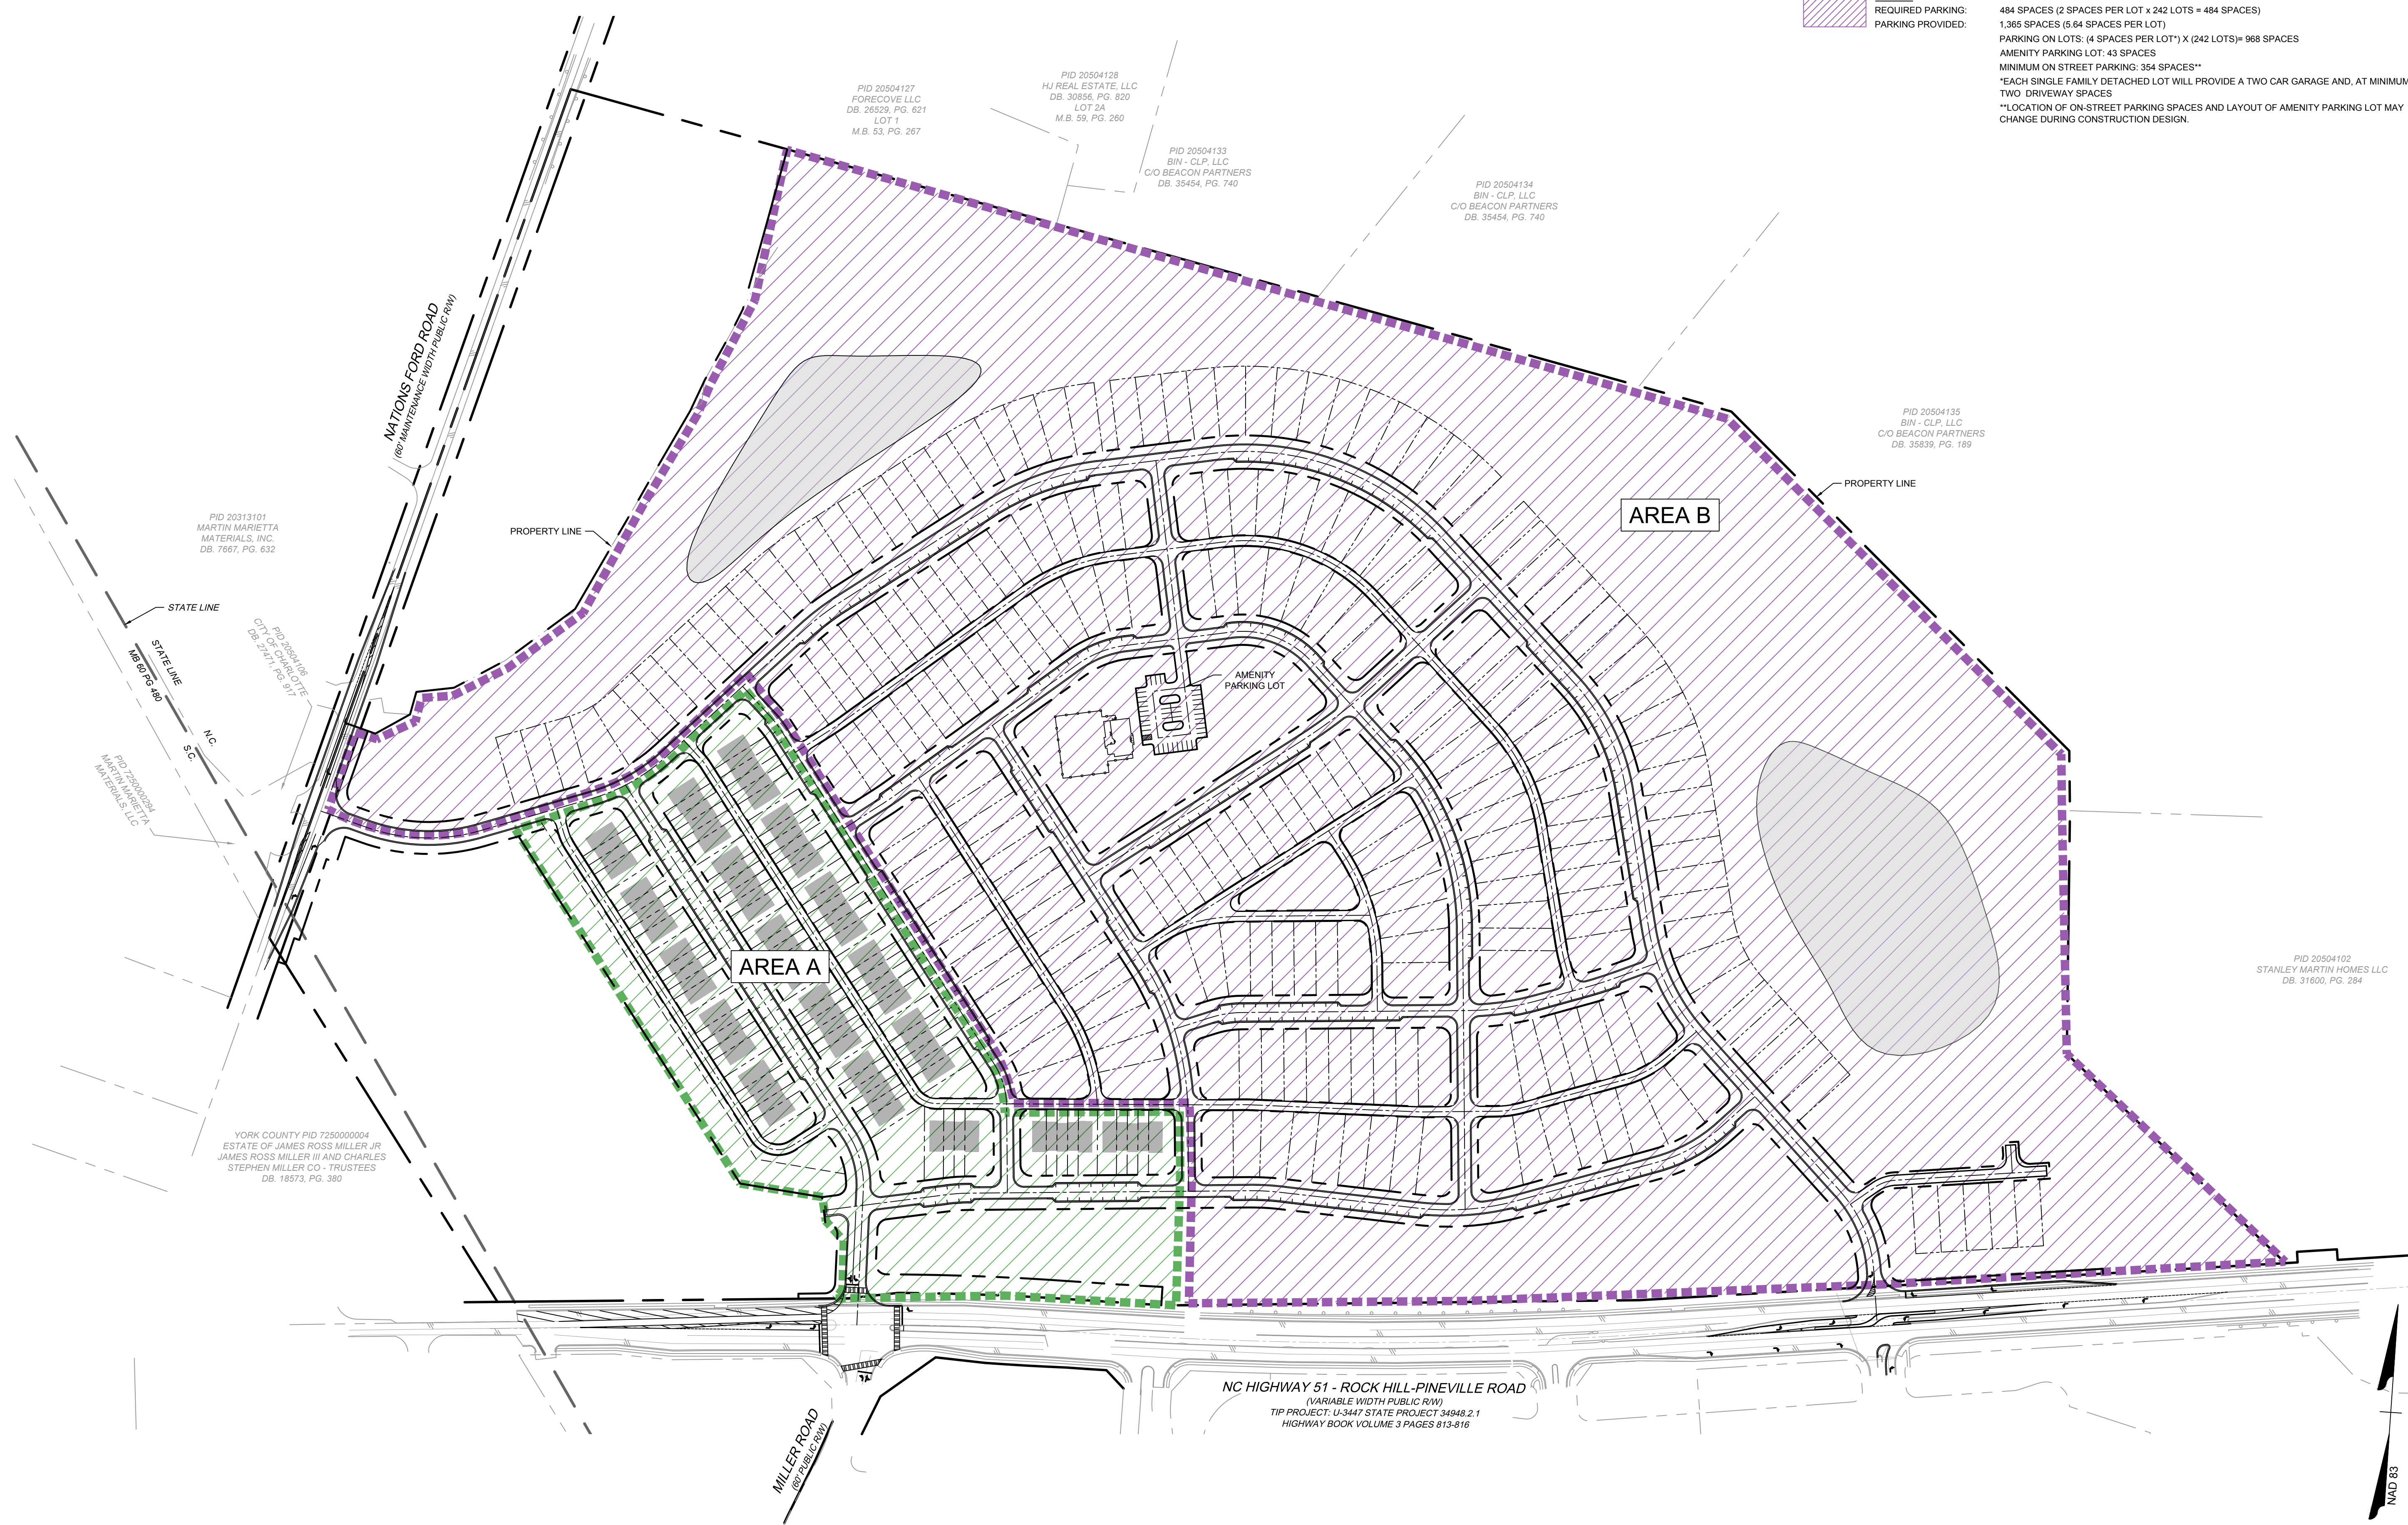 REQUIRED PARKING: 484 SPACES (2 SPACES PER LOT x 242 LOTS = 484 SPACES)
PARKING PROVIDED: 1,365 SPACES (5.64 SPACES PER LOT)
PARKING ON LOTS: (4 SPACES PER LOT*) X (242 LOTS)= 968 SPACES
AMENITY PARKING LOT: 43 SPACES
MINIMUM ON STREET PARKING: 354 SPACES**
*EACH SINGLE FAMILY DETACHED LOT WILL PROVIDE A TWO CAR GARAGE AND, AT MINIMUM
TWO DRIVEWAY SPACES
**LOCATION OF ON-STREET PARKING SPACES AND LAYOUT OF AMENITY PARKING LOT MAY
CHANGE DURING CONSTRUCTION DESIGN.
PID 20504127
FORECOVE LLC
DB. 26529, PG. 621
LOT 1
M.B. 53, PG. 267
PID 20504128
HJ REAL ESTATE, LLC
DB. 30856, PG. 820
LOT 2A
M.B. 59, PG. 260
PID 20504133
BIN - CLP, LLC
C/O BEACON PARTNERS
DB. 35454, PG. 740
PID 20504134
BIN - CLP, LLC
C/O BEACON PARTNERS
DB. 35454, PG. 740
NATIONS FORD ROAD
(60' MAINTENANCE WIDTH PUBLIC R/W)
PID 20504135
BIN - CLP, LLC
C/O BEACON PARTNERS
DB. 35839, PG. 189
PROPERTY LINE
AREA B
PROPERTY LINE
PID 20313101
MARTIN MARIETTA
MATERIALS, INC.
DB. 7667, PG. 632
STATE LINE
STATE LINE
MB 60 PG 480
N.C.
S.C.
PID 20504106
CITY OF CHARLOTTE
DB. 27471, PG. 917
PID 7250000294
MARTIN MARIETTA
MATERIALS, LLC
AMENITY
PARKING LOT
AREA A
PID 20504102
STANLEY MARTIN HOMES LLC
DB. 31600, PG. 284
YORK COUNTY PID 7250000004
ESTATE OF JAMES ROSS MILLER JR
JAMES ROSS MILLER III AND CHARLES
STEPHEN MILLER CO - TRUSTEES
DB. 18573, PG. 380
NC HIGHWAY 51 - ROCK HILL-PINEVILLE ROAD
(VARIABLE WIDTH PUBLIC R/W)
TIP PROJECT: U-3447 STATE PROJECT 34948.2.1
HIGHWAY BOOK VOLUME 3 PAGES 813-816
MILLER ROAD
(60' PUBLIC R/W)
NAD 83